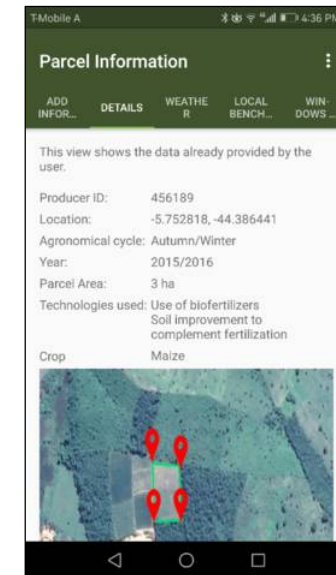 T-Mobile A 4:36 PM
Parcel Information
ADD INFOR... DETAILS WEATHE R LOCAL BENCH... WIN- DOWS ...
This view shows the data already provided by the
user.
Producer ID: 456189
Location: -5.752818, -44.386441
Agronomical cycle: Autumn/Winter
Year: 2015/2016
Parcel Area: 3 ha
Technologies used: Use of biofertilizers
Soil improvement to
complement fertilization
Crop Maize